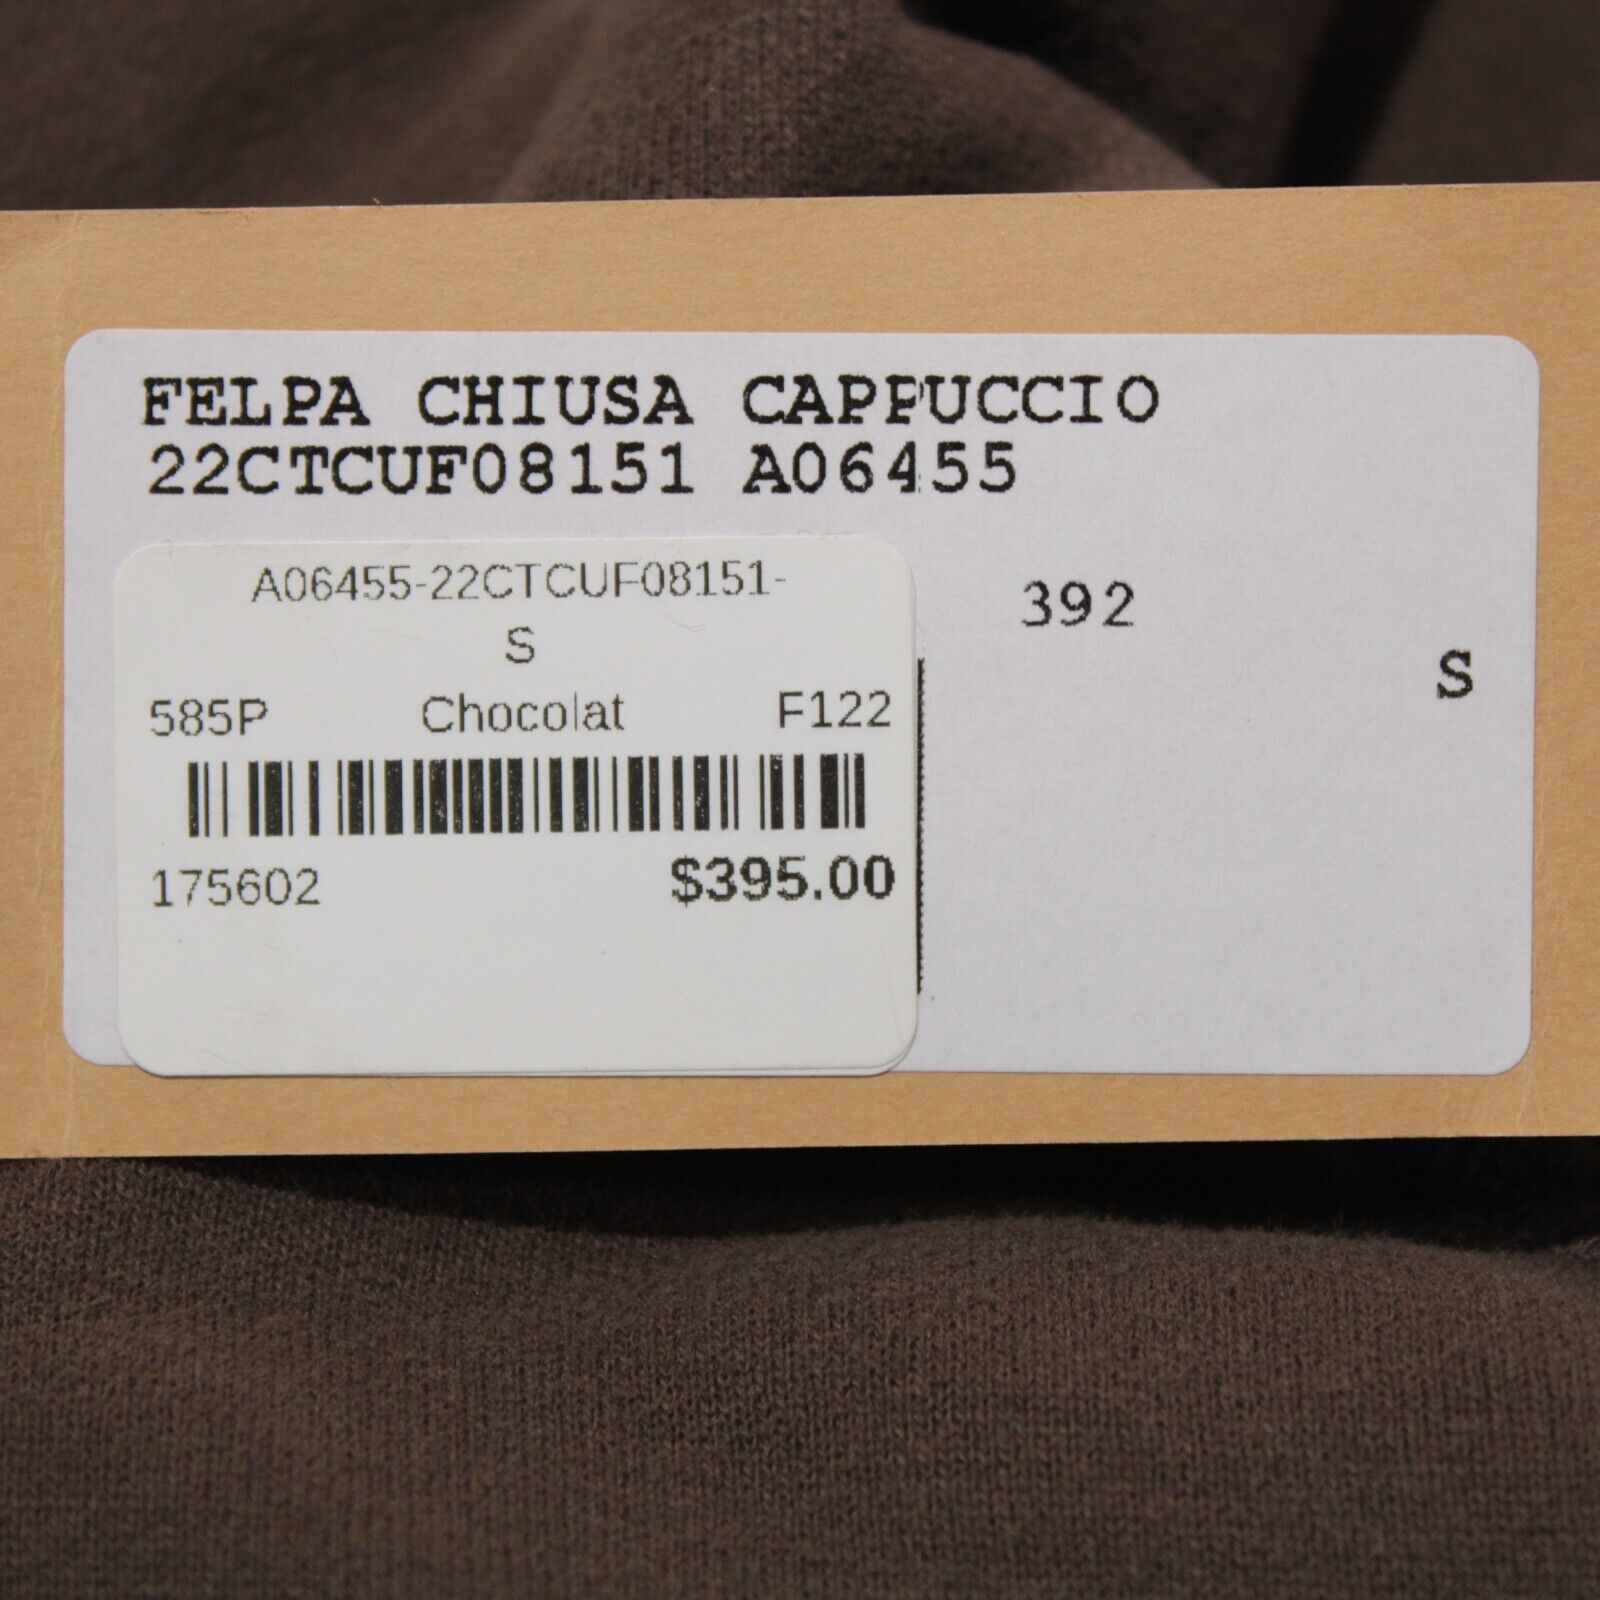 FELPA CHIUSA CAPPUCCIO
22CTCUF08151 A06455
392
S
A06455-22CTCUF08151-
S
585P Chocolat F122
175602 $395.00